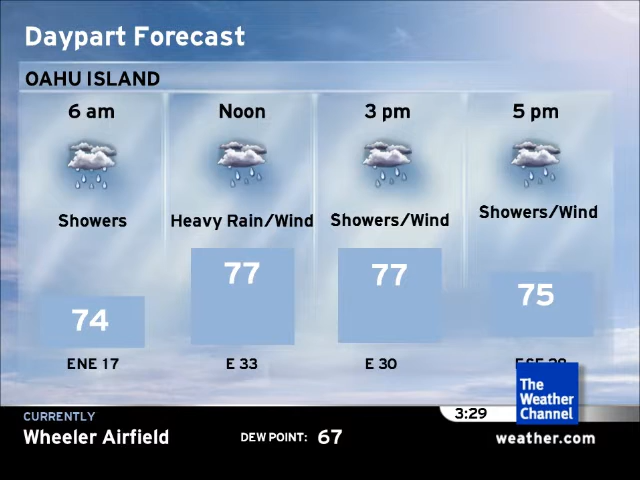 Daypart Forecast
OAHU ISLAND
6 am Noon 3 pm 5 pm
Showers Heavy Rain/Wind Showers/Wind Showers/Wind
74 77 77 75
ENE 17 E 33 E 30
The
Weather
Channel
CURRENTLY 3:29
Wheeler Airfield DEW POINT: 67 weather.com